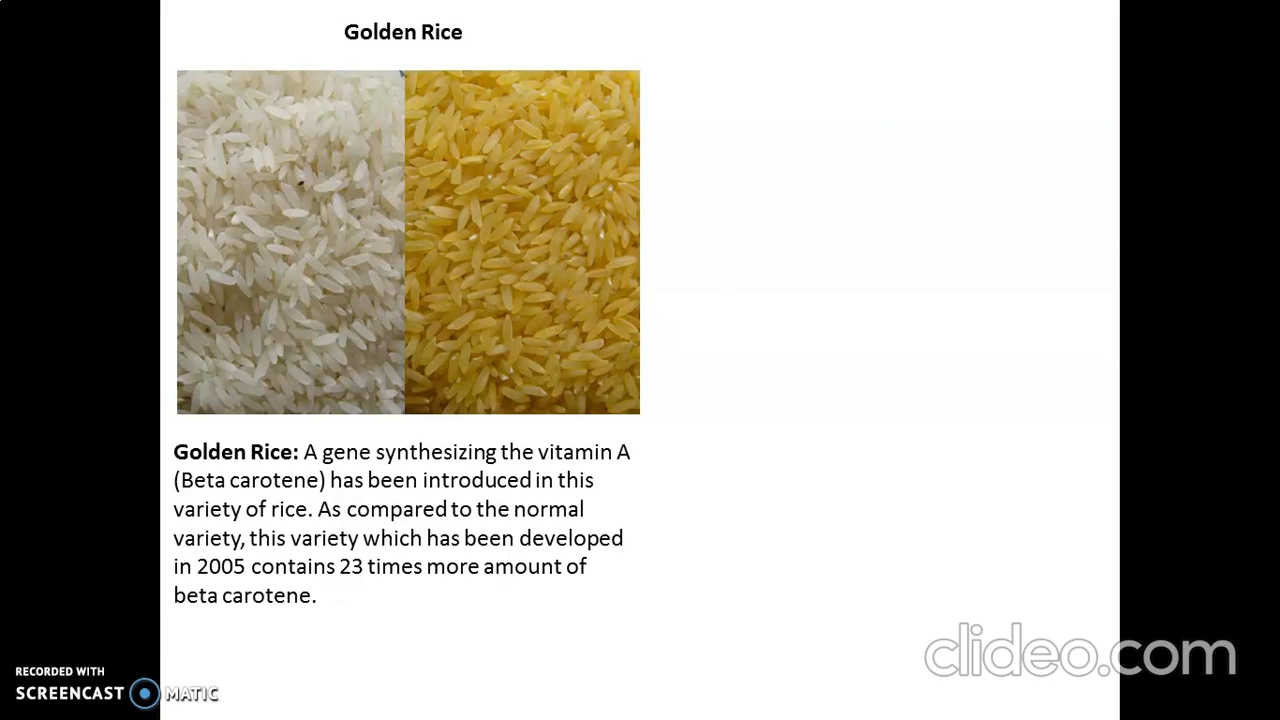 Golden Rice
Golden Rice: A gene synthesizing the vitamin A
(Beta carotene) has been introduced in this
variety of rice. As compared to the normal
variety, this variety which has been developed
in 2005 contains 23 times more amount of
beta carotene.
clideo.com
RECORDED WITH
SCREENCAST MATIC